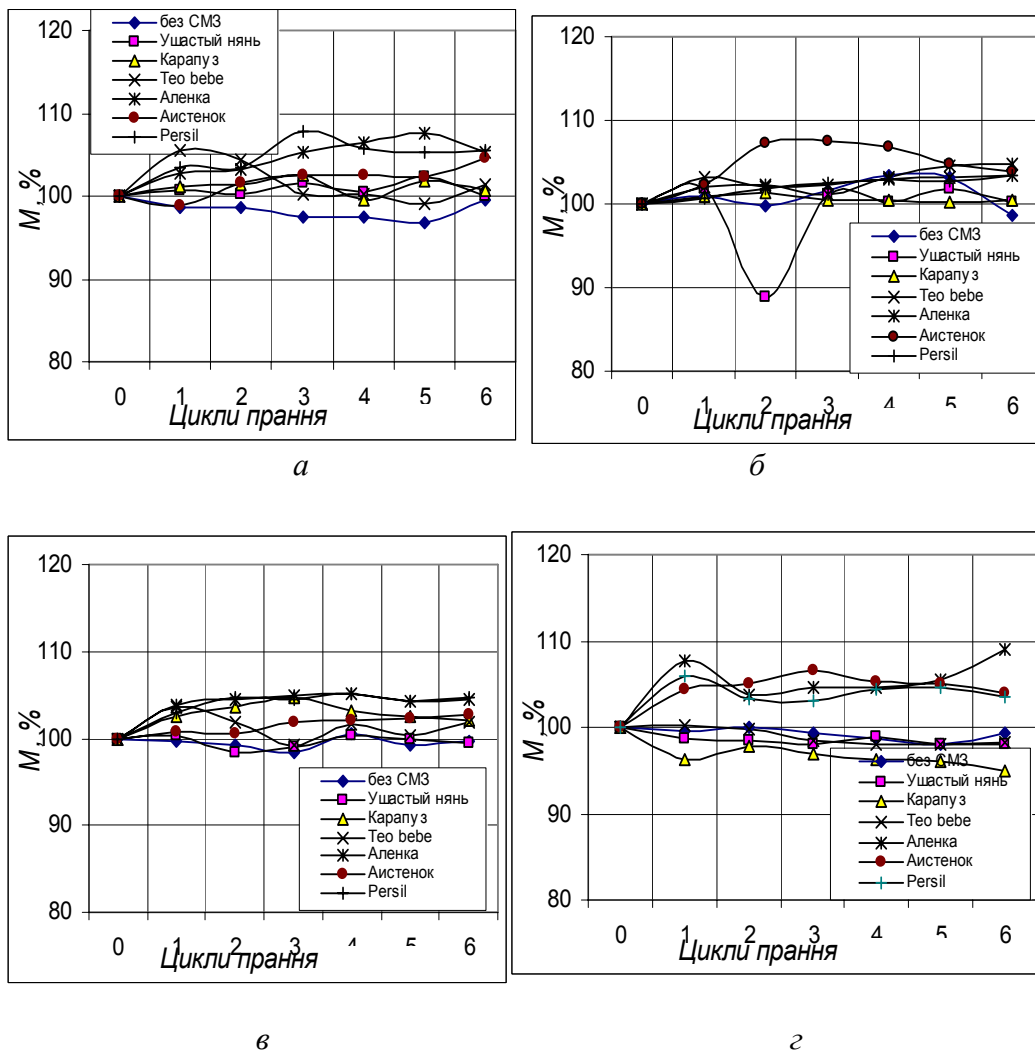 120
110
100
90
80
М, %
без СМЗ
Ушастый нянь
Карапуз
Teo bebe
Аленка
Аистенок
Persil
0 1 2 3 4 5 6
Цикли прання
а
120
110
100
90
80
М, %
без СМЗ
Ушастый нянь
Карапуз
Teo bebe
Аленка
Аистенок
Persil
0 1 2 3 4 5 6
Цикли прання
б
120
110
100
90
80
М, %
без СМЗ
Ушастый нянь
Карапуз
Teo bebe
Аленка
Аистенок
Persil
0 1 2 3 4 5 6
Цикли прання
в
120
110
100
90
80
М, %
без СМЗ
Ушастый нянь
Карапуз
Teo bebe
Аленка
Аистенок
Persil
0 1 2 3 4 5 6
Цикли прання
г